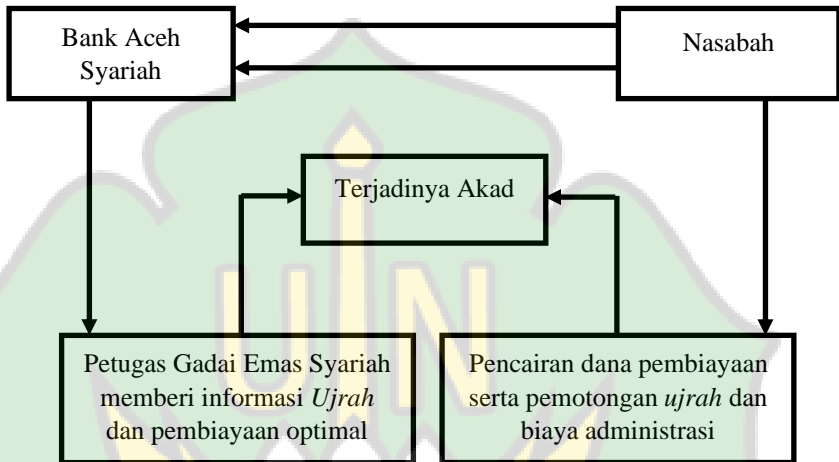 Bank Aceh
Syariah
Nasabah
Terjadinya Akad
Petugas Gadai Emas Syariah
memberi informasi Ujrah
dan pembiayaan optimal
Pencairan dana pembiayaan
serta pemotongan ujrah dan
biaya administrasi
UIN